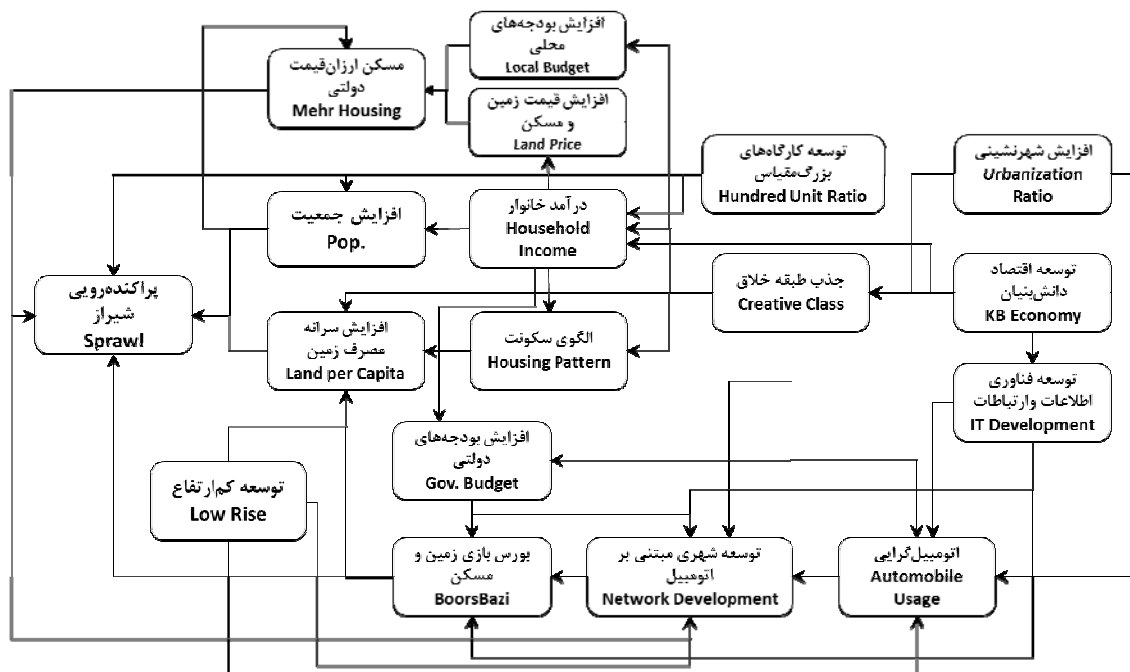 افزایش بودجه‌های
محلی
Local Budget
مسکن ارزان‌قیمت
دولتی
Mehr Housing
افزایش قیمت زمین
و مسکن
Land Price
توسعه کارگاه‌های
بزرگ‌مقیاس
Hundred Unit Ratio
افزایش شهرنشینی
Urbanization
Ratio
افزایش جمعیت
Pop.
درآمد خانوار
Household
Income
جذب طبقه خلاق
Creative Class
توسعه اقتصاد
دانش‌بنیان
KB Economy
پراکنده‌رویی
شیراز
Sprawl
افزایش سرانه
مصرف زمین
Land per Capita
الگوی سکونت
Housing Pattern
توسعه فناوری
اطلاعات وارتباطات
IT Development
افزایش بودجه‌های
دولتی
Gov. Budget
توسعه کم‌ارتفاع
Low Rise
بورس بازی زمین و
مسکن
BoorsBazi
توسعه شهری مبتنی بر
اتومبیل
Network Development
اتومبیل‌گرایی
Automobile
Usage